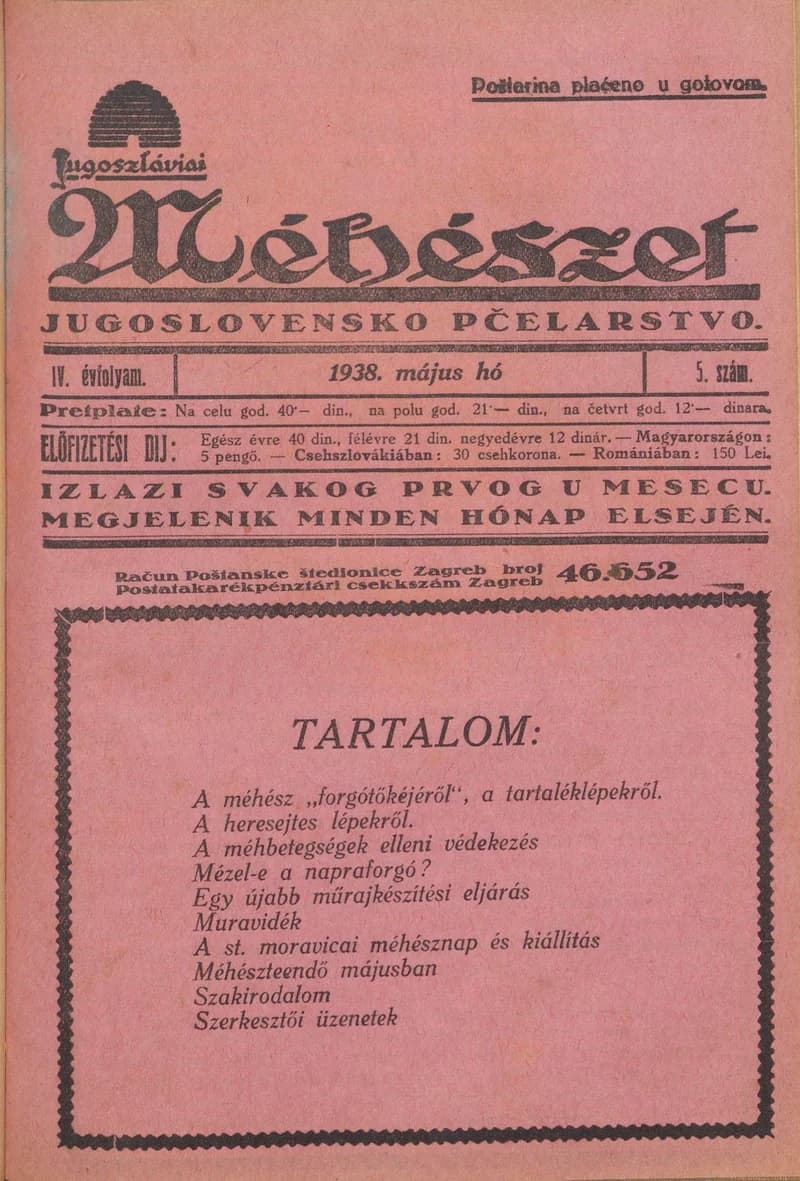 Poštarina plaćeno u gotovom.
Jugoszláviai
Méhészet
JUGOSLOVENSKO PČELARSTVO.
IV. évfolyam.
1938. május hó
5. szám.
Pretplate: Na celu god. 40·— din., na polu god. 21·— din., na četvrt god. 12·— dinara.
ELŐFIZETÉSI DIJ:
Egész évre 40 din., félévre 21 din. negyedévre 12 dinár. — Magyarországon:
5 pengő. — Csehszlovákiában: 30 csehkorona. — Romániában: 150 Lei.
IZLAZI SVAKOG PRVOG U MESECU.
MEGJELENIK MINDEN HÓNAP ELSEJÉN.
Račun Poštanske štedionice Zagreb broj
Postatakarékpénztári csekkszám Zagreb
46.652
TARTALOM:
A méhész „forgótőkéjéről“, a tartaléklépekről.
A heresejtes lépekről.
A méhbetegségek elleni védekezés
Mézel-e a napraforgó?
Egy újabb műrajkészítési eljárás
Muravidék
A st. moravicai méhésznap és kiállítás
Méhészteendő májusban
Szakirodalom
Szerkesztői üzenetek